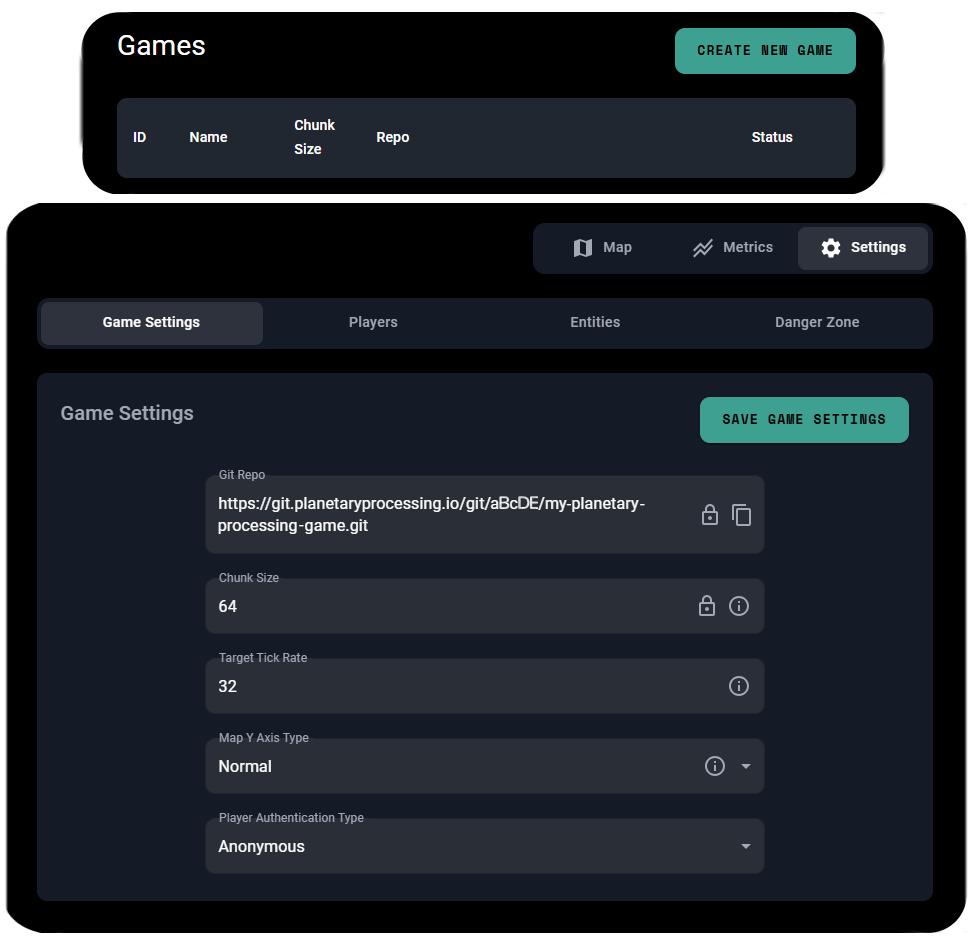 Games
CREATE NEW GAME
ID Name Chunk Size Repo Status
Map Metrics Settings
Game Settings Players Entities Danger Zone
Game Settings
SAVE GAME SETTINGS
Git Repo
https://git.planetaryprocessing.io/git/aBcDE/my-planetary-
processing-game.git
Chunk Size
64
Target Tick Rate
32
Map Y Axis Type
Normal
Player Authentication Type
Anonymous